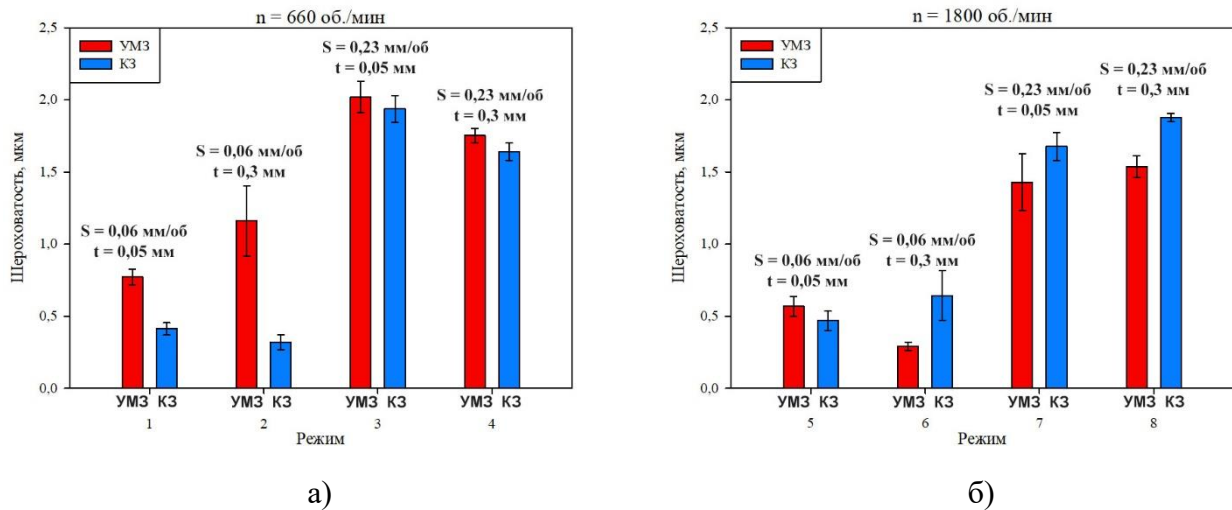 n = 660 об./мин
2,5
2,0
1,5
1,0
0,5
0,0
Шероховатость, мкм
УМЗ
КЗ
S = 0,06 мм/об
t = 0,05 мм
S = 0,06 мм/об
t = 0,3 мм
S = 0,23 мм/об
t = 0,05 мм
S = 0,23 мм/об
t = 0,3 мм
УМЗ КЗ УМЗ КЗ УМЗ КЗ УМЗ КЗ
1 2 3 4
Режим
а)
n = 1800 об./мин
2,5
2,0
1,5
1,0
0,5
0,0
Шероховатость, мкм
УМЗ
КЗ
S = 0,06 мм/об
t = 0,05 мм
S = 0,06 мм/об
t = 0,3 мм
S = 0,23 мм/об
t = 0,05 мм
S = 0,23 мм/об
t = 0,3 мм
УМЗ КЗ УМЗ КЗ УМЗ КЗ УМЗ КЗ
5 6 7 8
Режим
б)